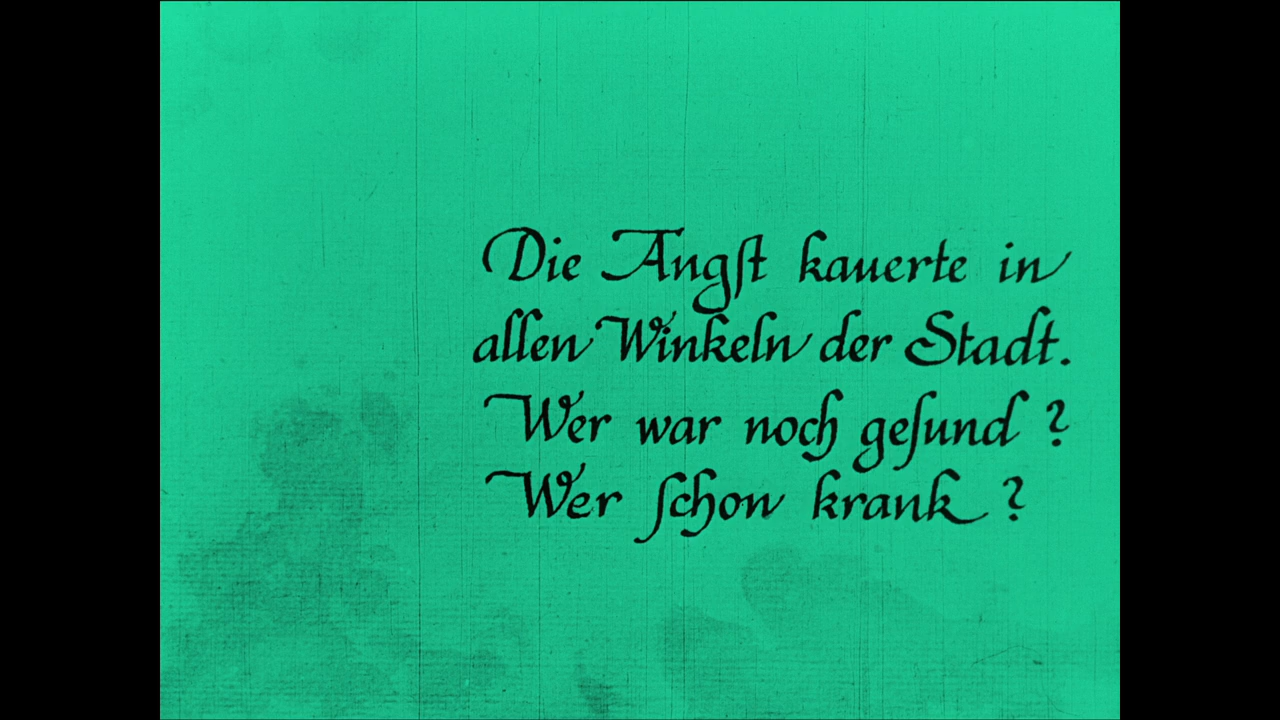 Die Angſt kauerte in
allen Winkeln der Stadt.
Wer war noch geſund ?
Wer ſchon krank ?